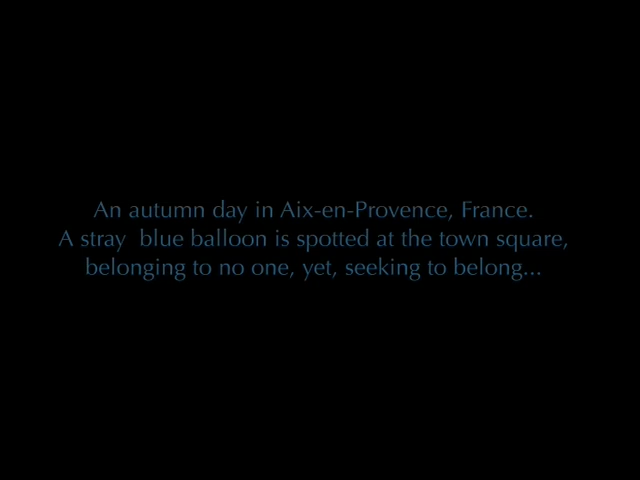 An autumn day in Aix-en-Provence, France.
A stray  blue balloon is spotted at the town square,
belonging to no one, yet, seeking to belong...